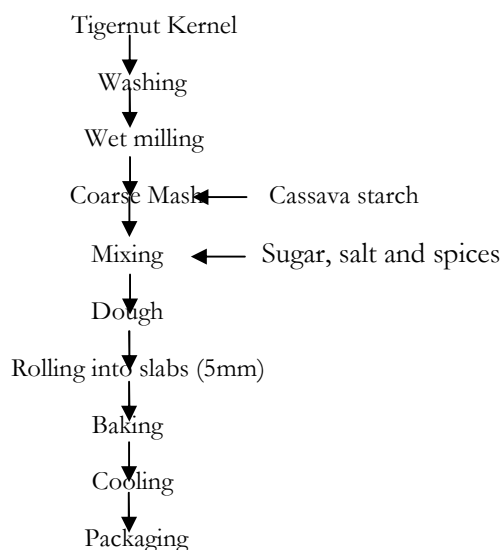 Tigernut Kernel
Washing
Wet milling
Coarse Mash
Cassava starch
Mixing
Sugar, salt and spices
Dough
Rolling into slabs (5mm)
Baking
Cooling
Packaging